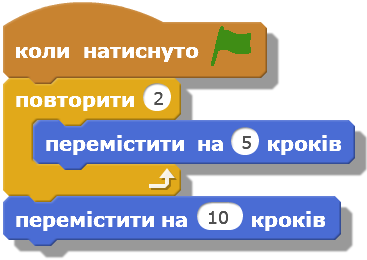 коли натиснуто
повторити 2
перемістити на 5 кроків
перемістити на 10 кроків